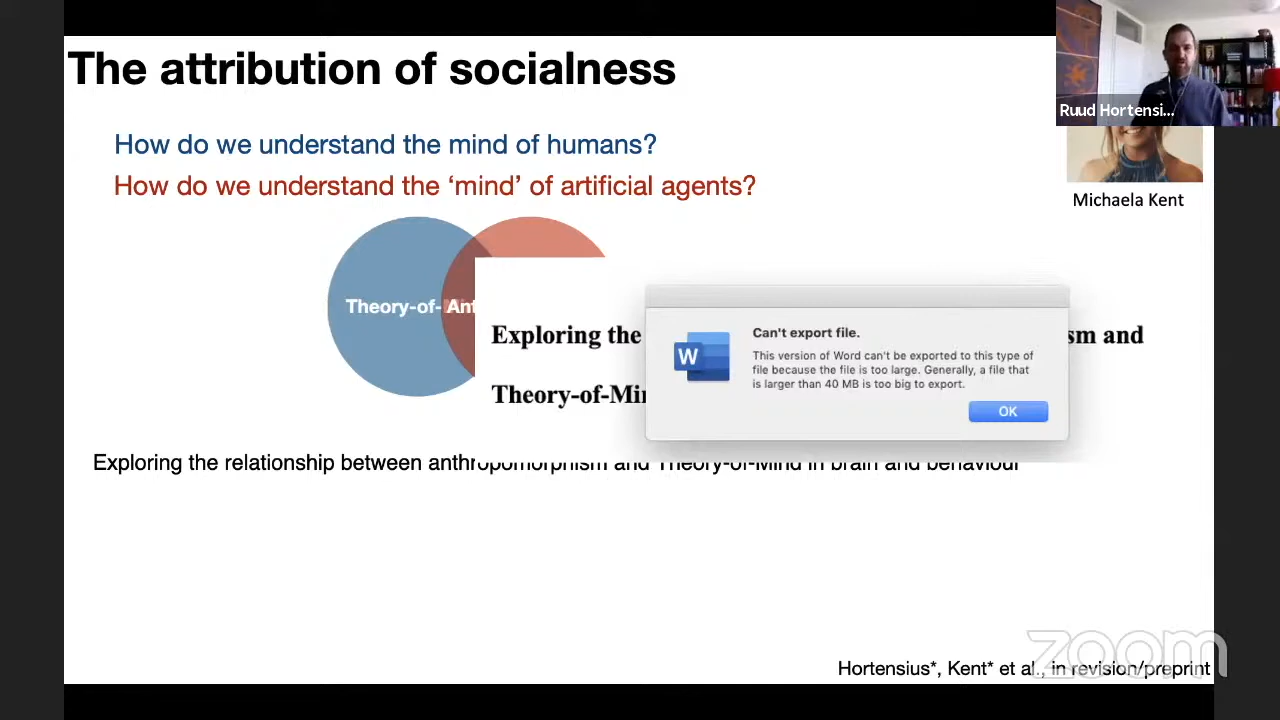 The attribution of socialness
Ruud Hortensi...
How do we understand the mind of humans?
How do we understand the ‘mind’ of artificial agents?
Michaela Kent
Theory-of-
Exploring the
sm and
Theory-of-Min
Can't export file.
W
This version of Word can't be exported to this type of
file because the file is too large. Generally, a file that
is larger than 40 MB is too big to export.
OK
Exploring the relationship between anthropomorphism and Theory-of-Mind in brain and behaviour
zoom
Hortensius*, Kent* et al., in revision/preprint